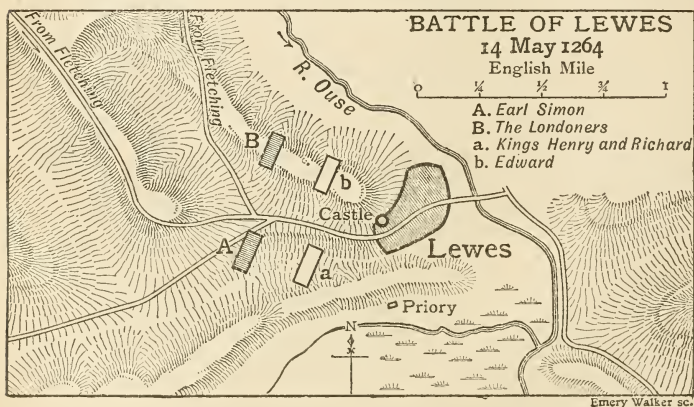 BATTLE OF LEWES
14 May 1264
English Mile
0 ¼ ½ ¾ 1
A. Earl Simon
B. The Londoners
a. Kings Henry and Richard
b. Edward
From Fletching
From Fletching
R. Ouse
B
b
Castle
A
a
Lewes
Priory
N
Emery Walker sc.